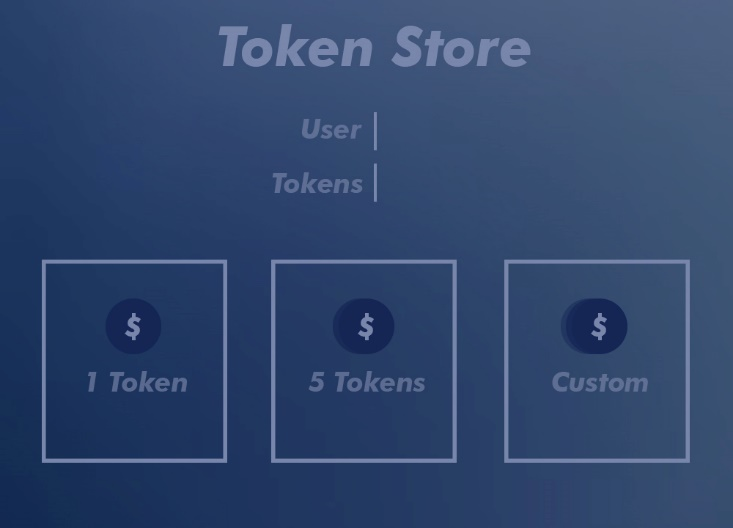 Token Store
User
Tokens
$ $ $
1 Token 5 Tokens Custom